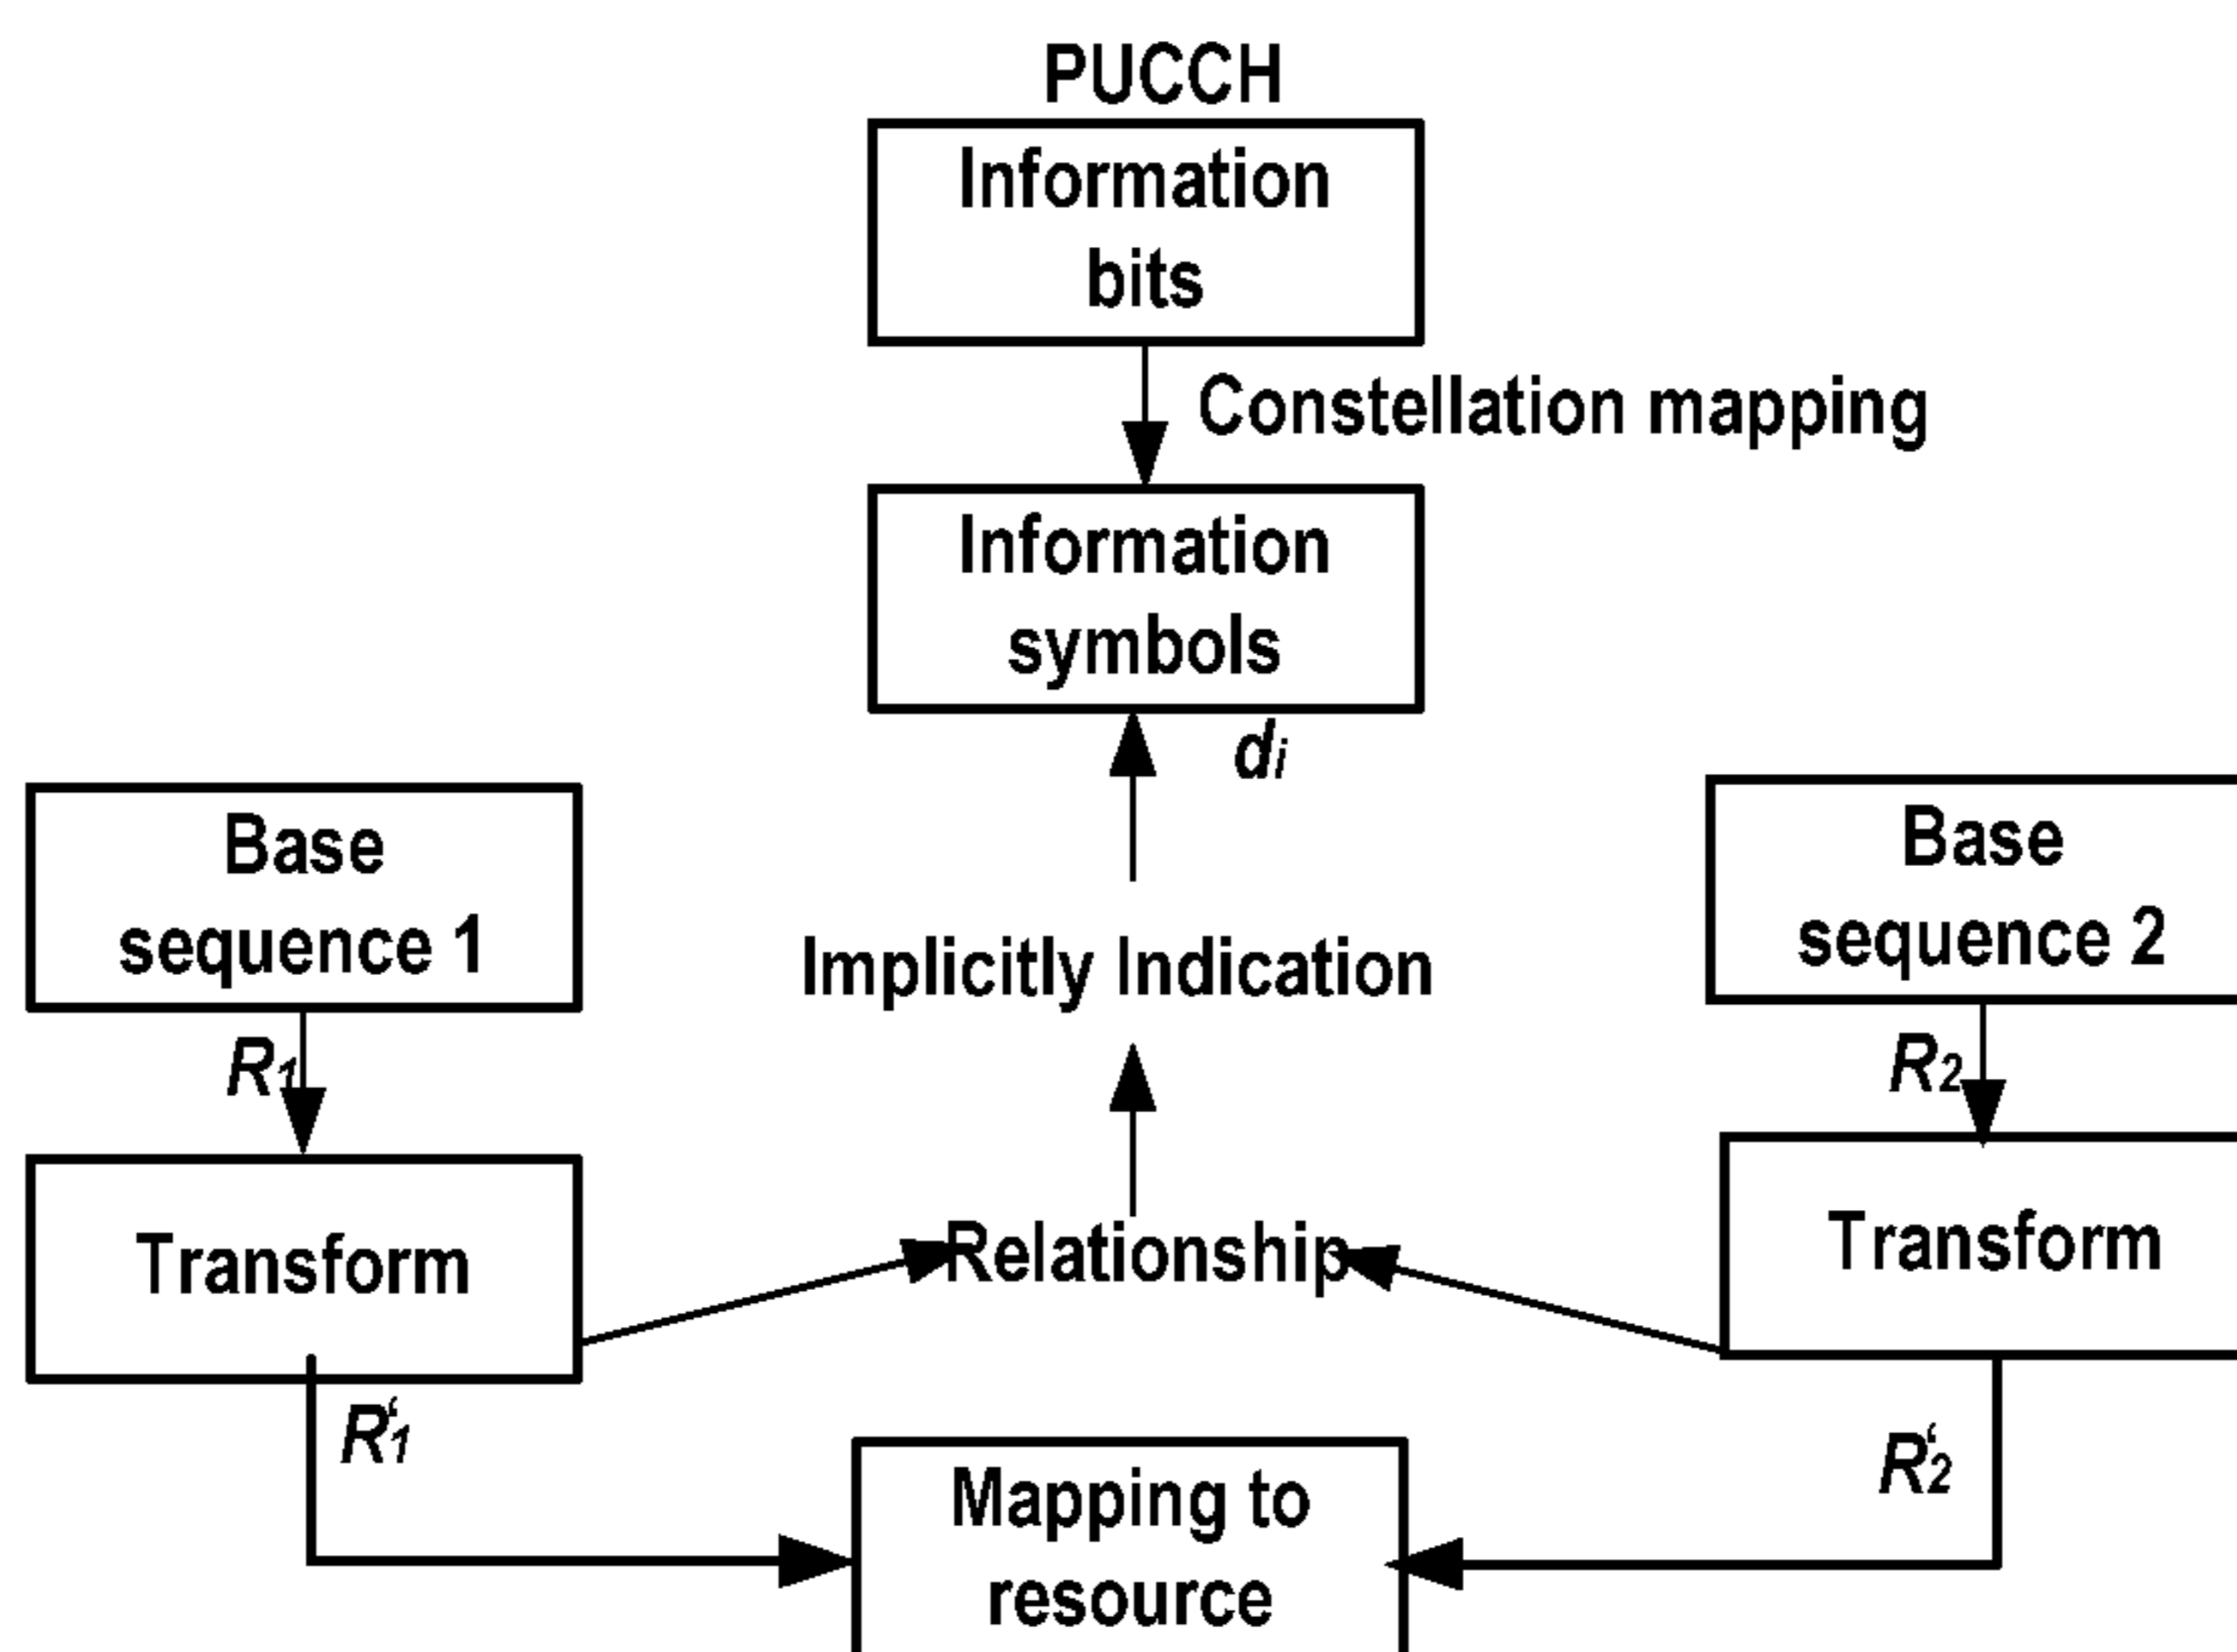 PUCCH
Information
bits
Constellation mapping
Information
symbols
di
Base
sequence 1
Base
sequence 2
Implicitly Indication
R1
R2
Transform
Relationship
Transform
R‘1
R‘2
Mapping to
resource